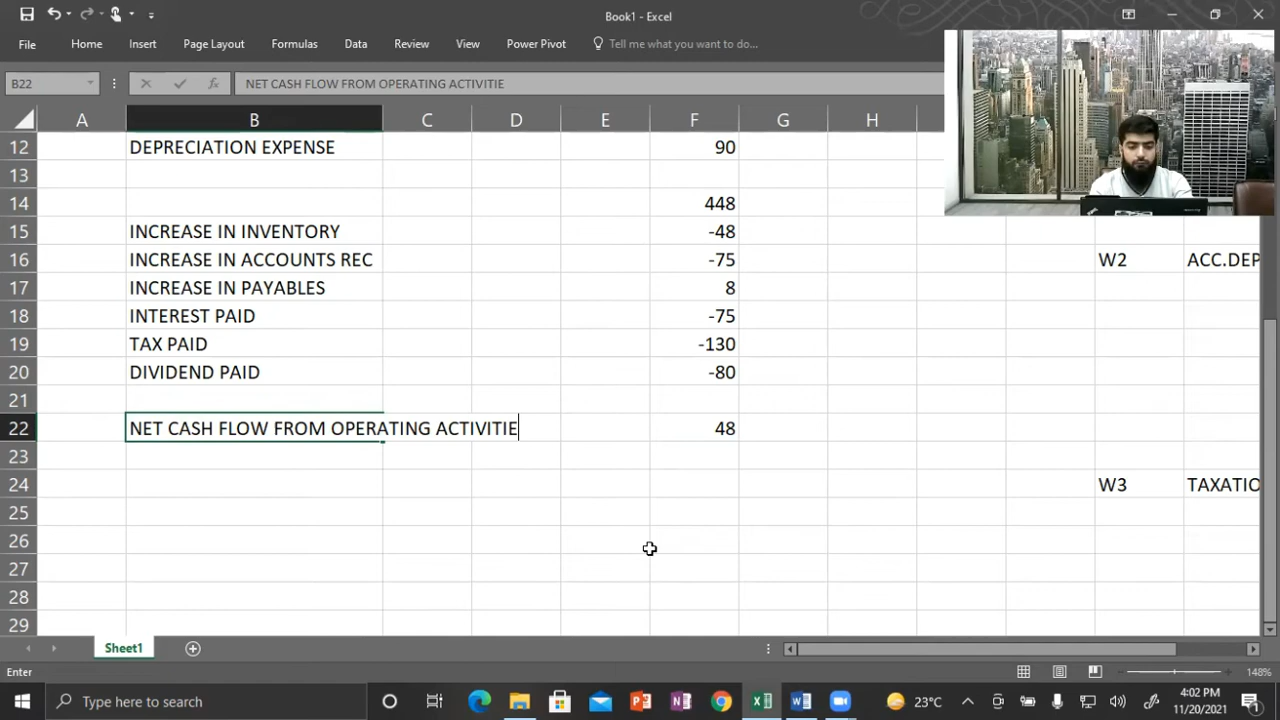 Book1 - Excel
File Home Insert Page Layout Formulas Data Review View Power Pivot Tell me what you want to do...
B22 fx NET CASH FLOW FROM OPERATING ACTIVITIE
A B C D E F G H
12 DEPRECIATION EXPENSE 90
13
14 448
15 INCREASE IN INVENTORY -48
16 INCREASE IN ACCOUNTS REC -75 W2 ACC.DEP
17 INCREASE IN PAYABLES 8
18 INTEREST PAID -75
19 TAX PAID -130
20 DIVIDEND PAID -80
21
22 NET CASH FLOW FROM OPERATING ACTIVITIE 48
23
24 W3 TAXATIO
25
26
27
28
29
Sheet1
Enter 148%
Type here to search 23°C 4:02 PM
11/20/2021